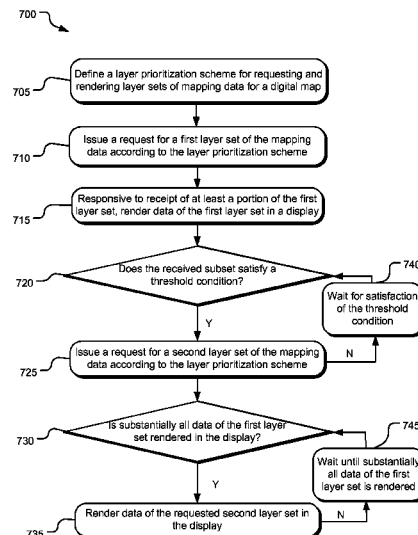 700
705
Define a layer prioritization scheme for requesting and
rendering layer sets of mapping data for a digital map
710
Issue a request for a first layer set of the mapping
data according to the layer prioritization scheme
715
Responsive to receipt of at least a portion of the first
layer set, render data of the first layer set in a display
720
Does the received subset satisfy a
threshold condition?
740
Wait for satisfaction
of the threshold
condition
Y
N
725
Issue a request for a second layer set of the mapping
data according to the layer prioritization scheme
730
Is substantially all data of the first layer
set rendered in the display?
745
Wait until substantially
all data of the first
layer set is rendered
Y
N
735
Render data of the requested second layer set in
the display